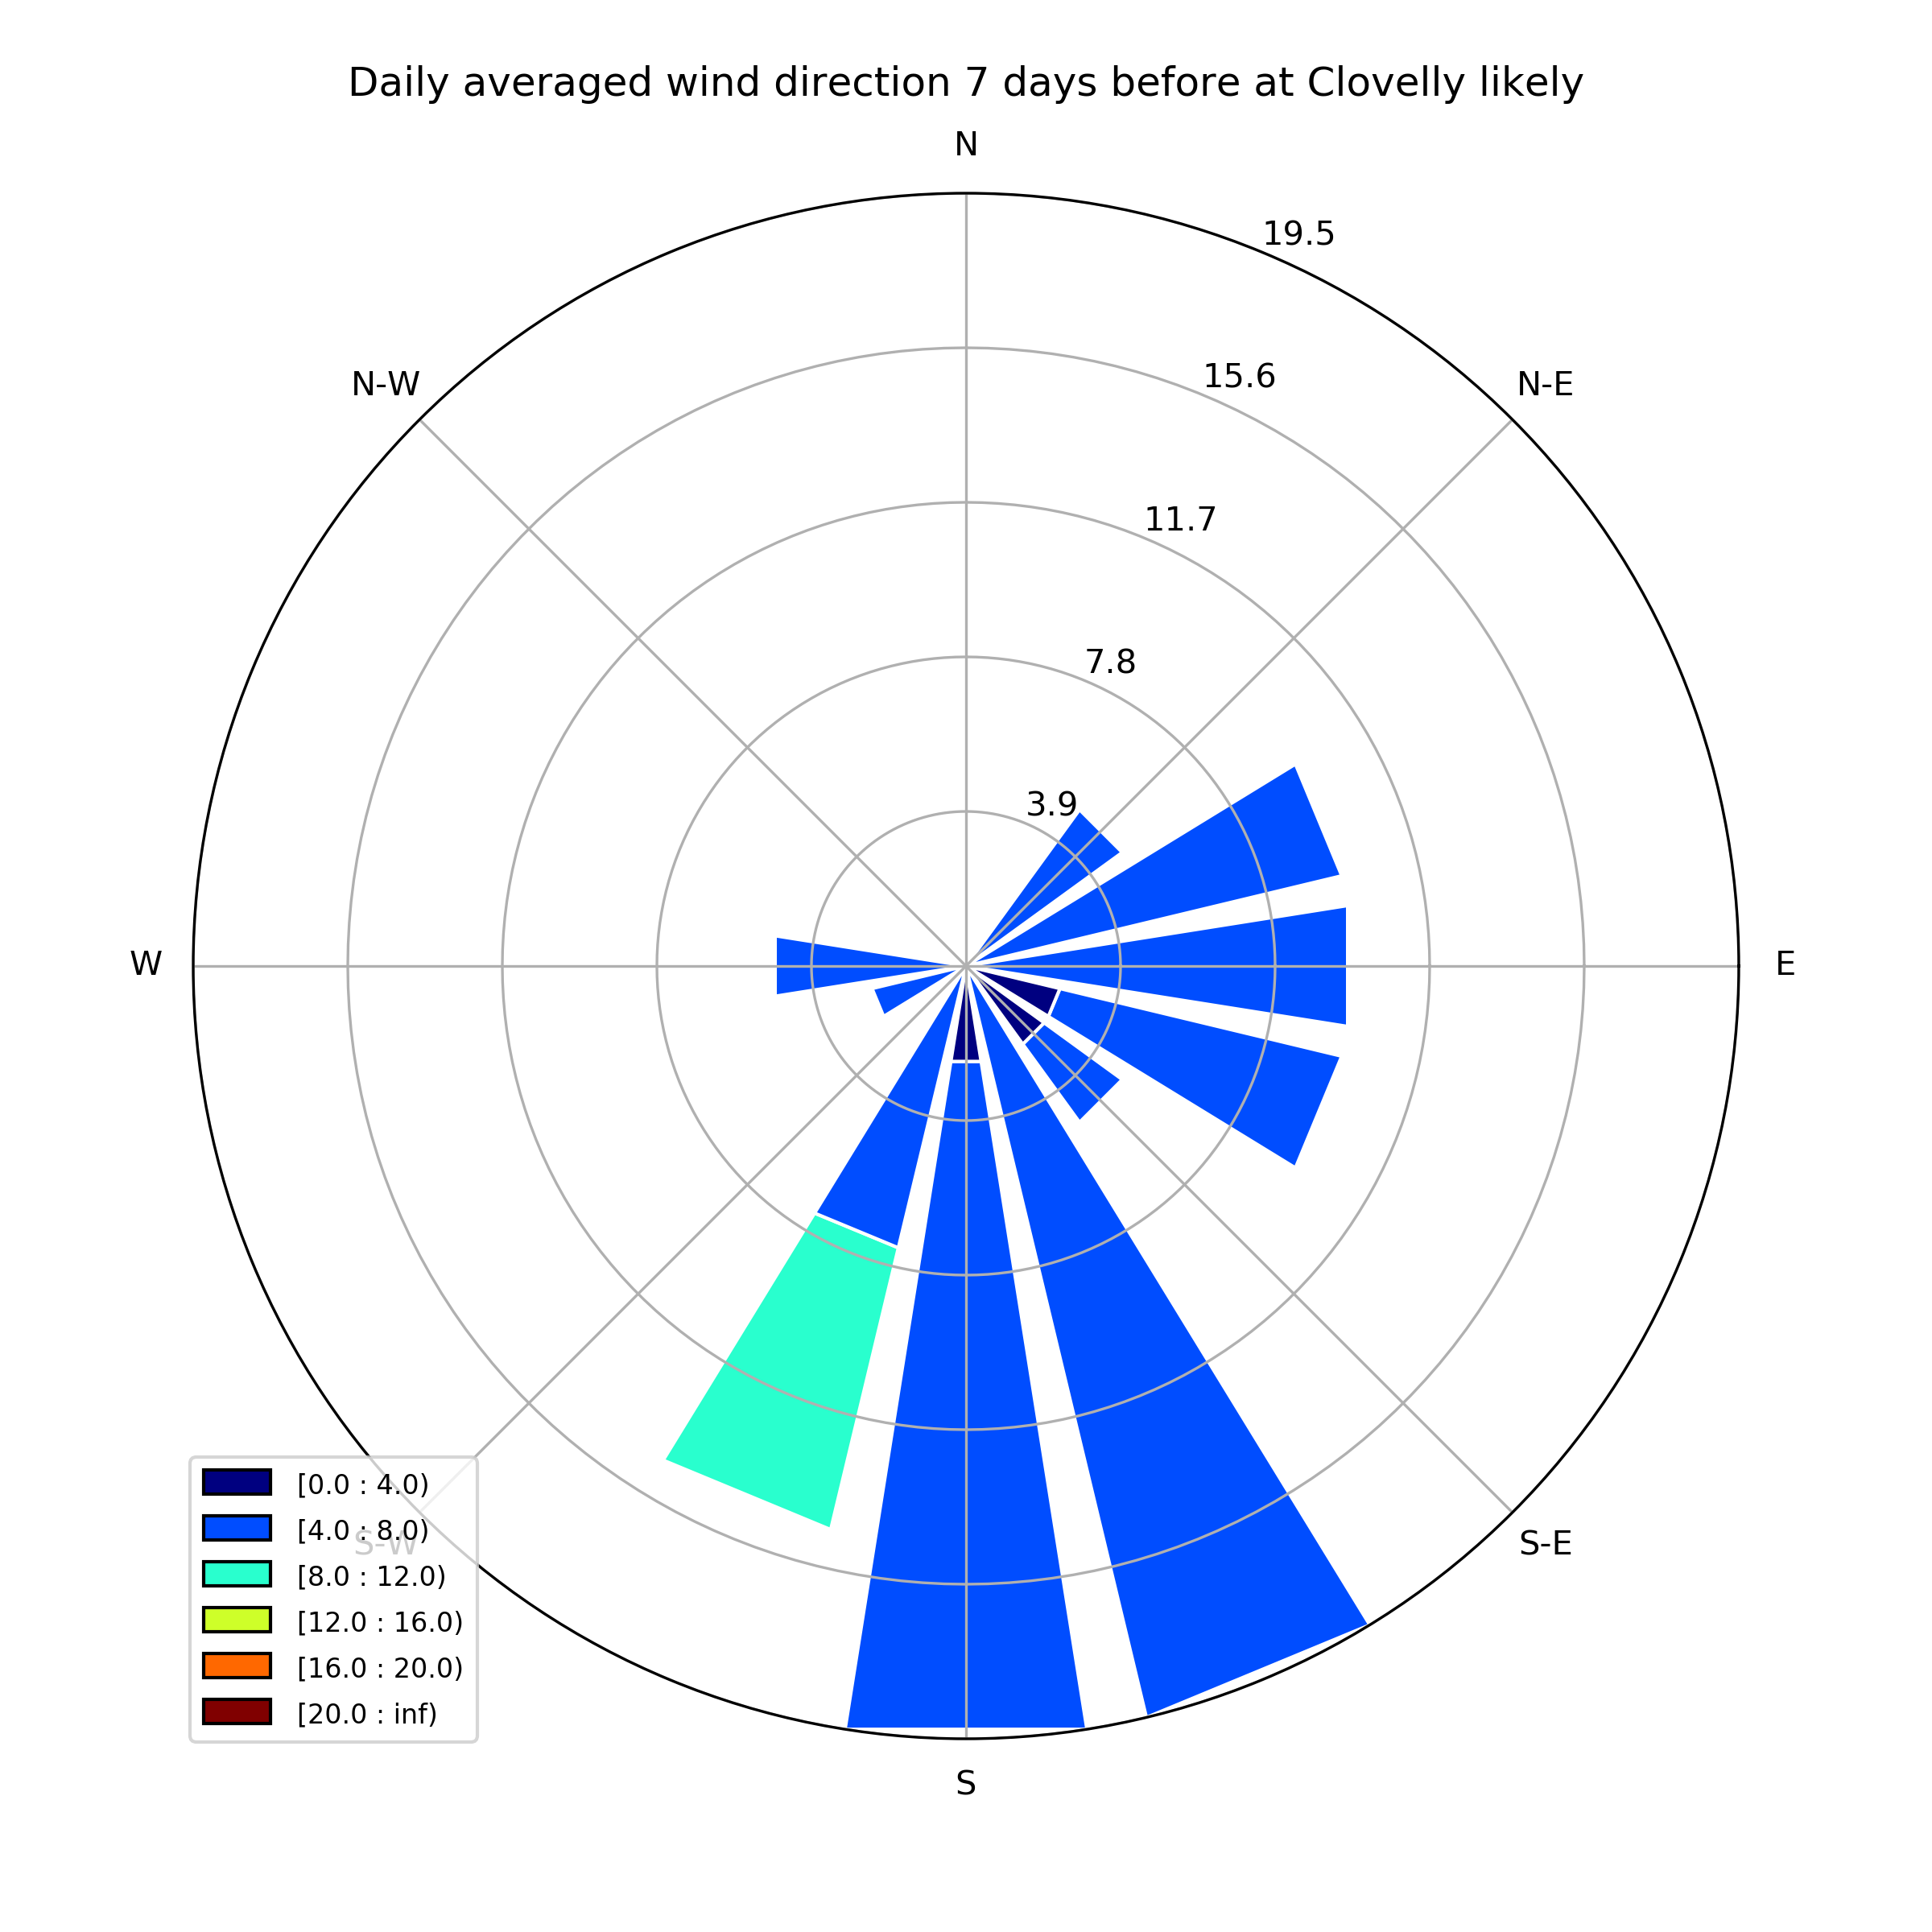 Daily averaged wind direction 7 days before at Clovelly likely
N
19.5
N-W
15.6
N-E
11.7
7.8
3.9
W
E
[0.0 : 4.0)
[4.0 : 8.0)
S-W
S-E
[8.0 : 12.0)
[12.0 : 16.0)
[16.0 : 20.0)
[20.0 : inf)
S